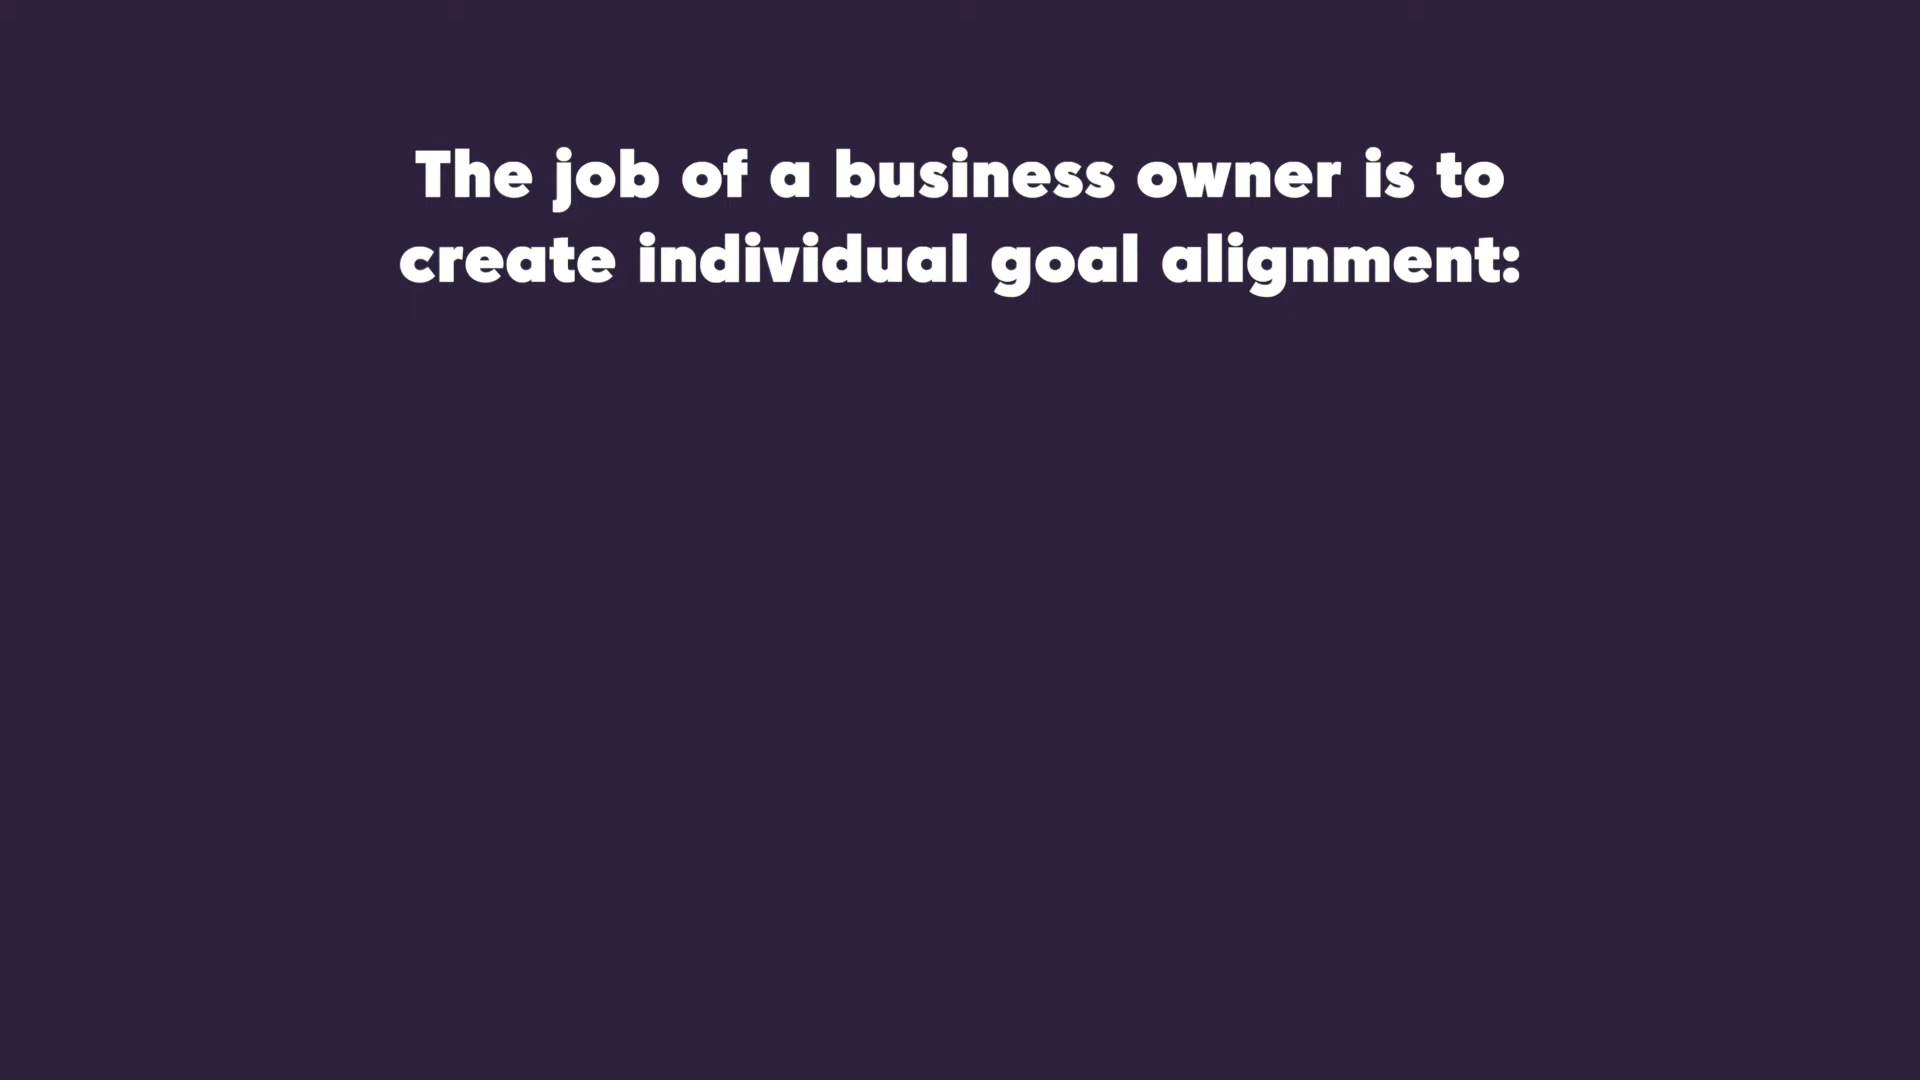 The job of a business owner is to
create individual goal alignment: